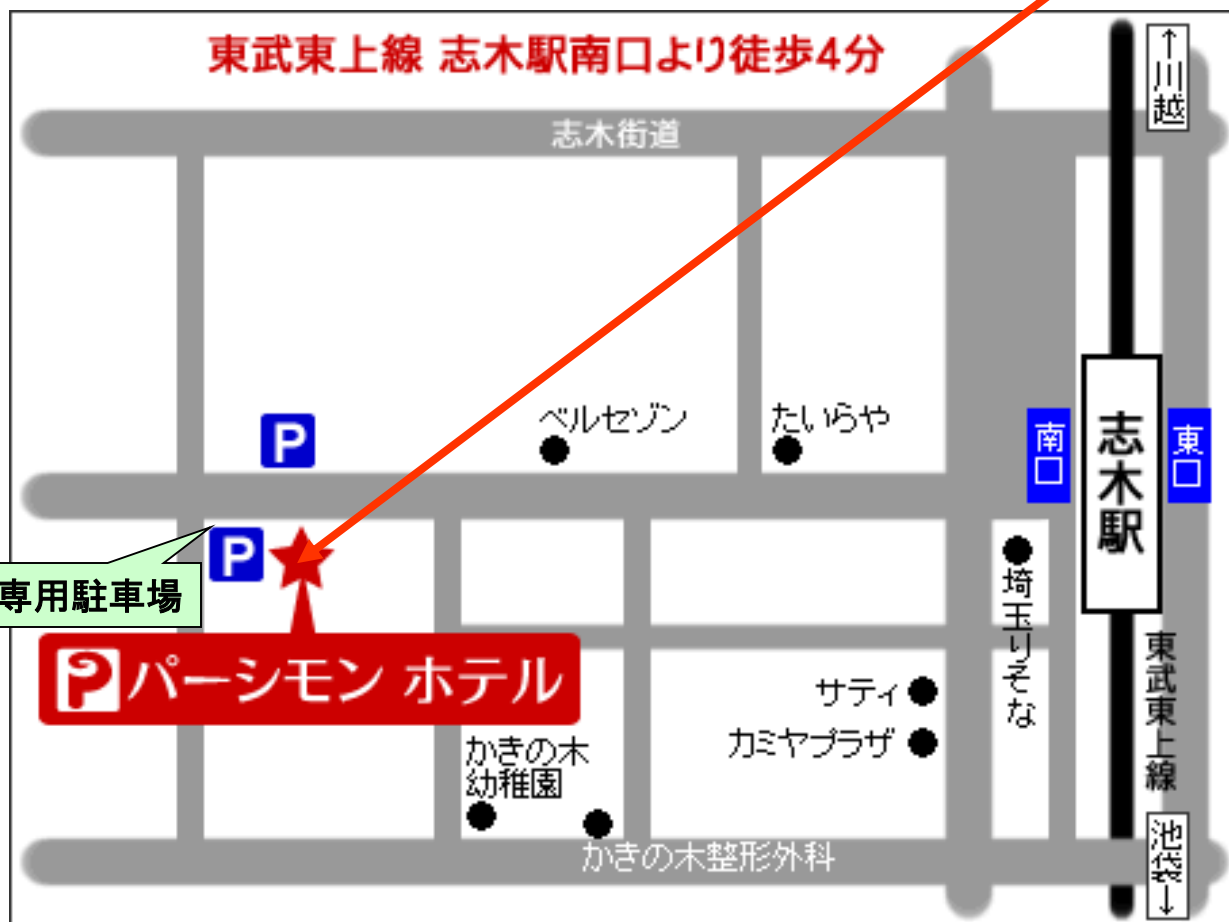 東武東上線 志木駅南口より徒歩4分
↑川越
志木街道
ベルセゾン
たいらや
南口
志木駅
東口
P
P
専用駐車場
埼玉りそな
パーシモン ホテル
サティ
カミヤプラザ
東武東上線
かきの木
幼稚園
かきの木整形外科
池袋↓